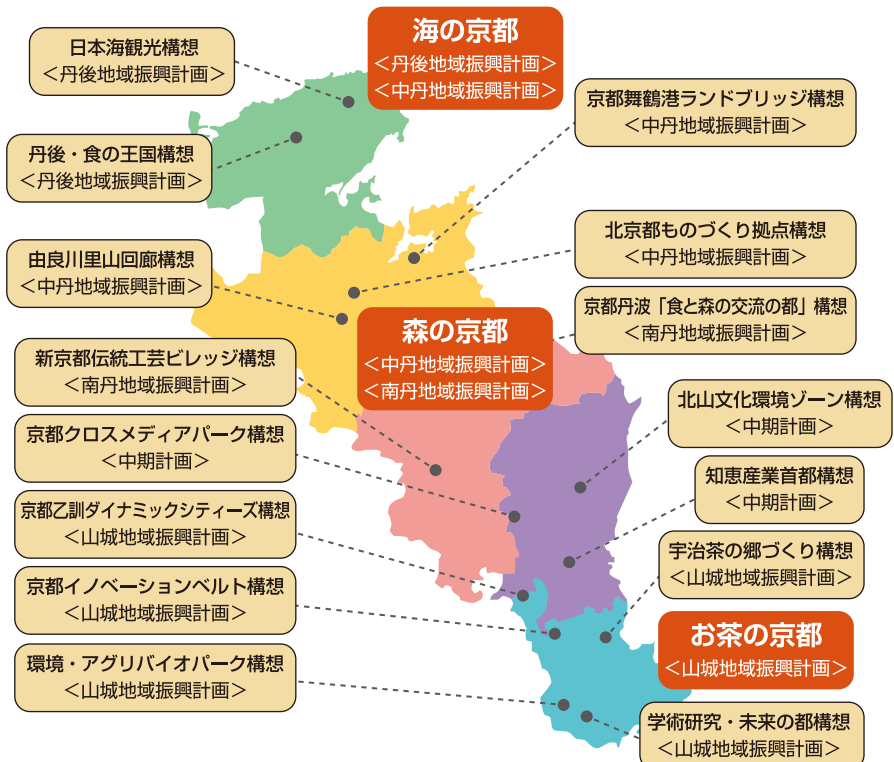 海の京都
＜丹後地域振興計画＞
＜中丹地域振興計画＞
日本海観光構想
＜丹後地域振興計画＞
京都舞鶴港ランドブリッジ構想
＜中丹地域振興計画＞
丹後・食の王国構想
＜丹後地域振興計画＞
北京都ものづくり拠点構想
＜中丹地域振興計画＞
由良川里山回廊構想
＜中丹地域振興計画＞
京都丹波「食と森の交流の都」構想
＜南丹地域振興計画＞
森の京都
＜中丹地域振興計画＞
＜南丹地域振興計画＞
新京都伝統工芸ビレッジ構想
＜南丹地域振興計画＞
北山文化環境ゾーン構想
＜中期計画＞
京都クロスメディアパーク構想
＜中期計画＞
知恵産業首都構想
＜中期計画＞
京都乙訓ダイナミックシティーズ構想
＜山城地域振興計画＞
宇治茶の郷づくり構想
＜山城地域振興計画＞
京都イノベーションベルト構想
＜山城地域振興計画＞
お茶の京都
＜山城地域振興計画＞
環境・アグリバイオパーク構想
＜山城地域振興計画＞
学術研究・未来の都構想
＜山城地域振興計画＞